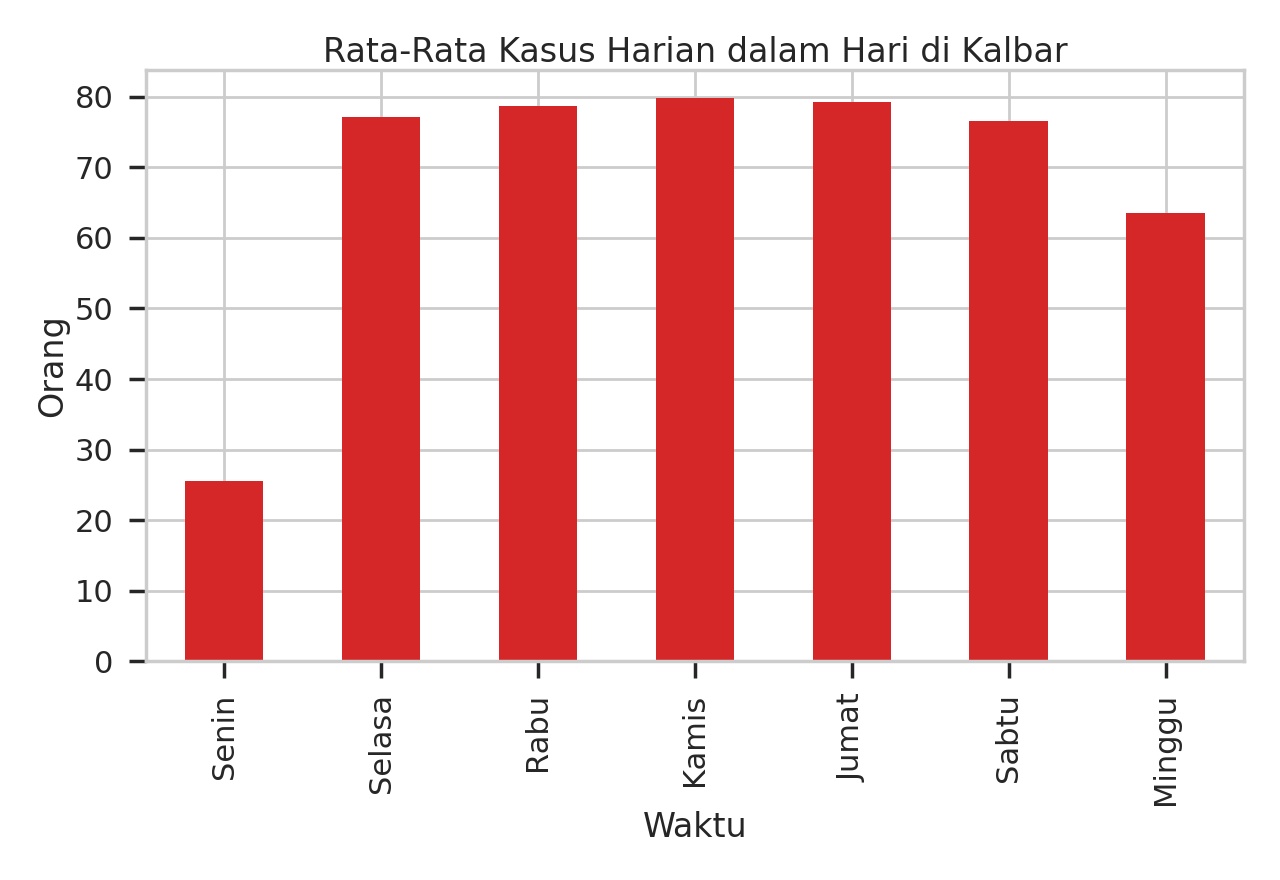 Rata-Rata Kasus Harian dalam Hari di Kalbar
80
70
60
50
40
30
20
10
0
Orang
Senin
Selasa
Rabu
Kamis
Jumat
Sabtu
Minggu
Waktu